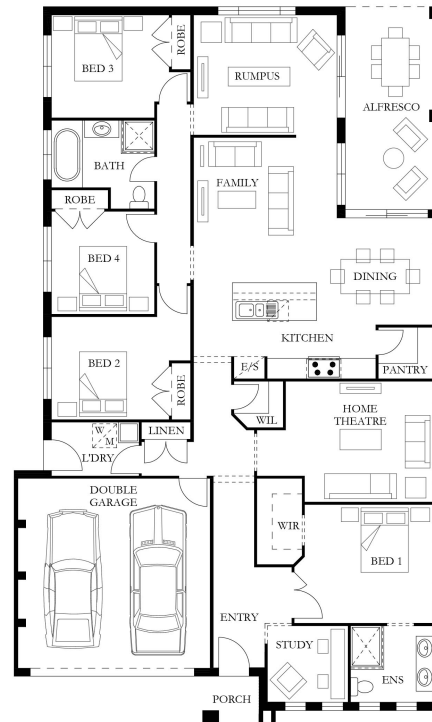 ROBE
BED 3
RUMPUS
ALFRESCO
BATH
FAMILY
ROBE
BED 4
DINING
KITCHEN
BED 2
E/S
PANTRY
ROBE
WIL
HOME
THEATRE
LINEN
W
M
L'DRY
DOUBLE
GARAGE
WIR
BED 1
ENTRY
STUDY
ENS
PORCH